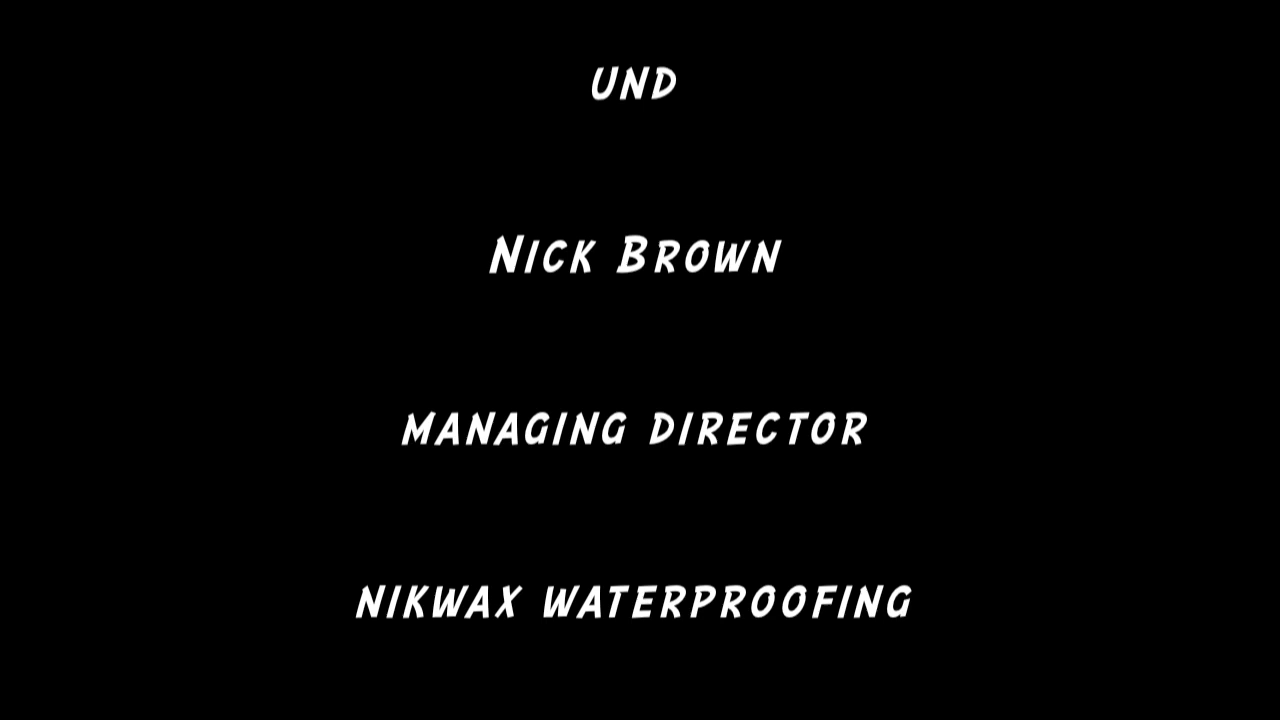 UND
NICK BROWN
MANAGING DIRECTOR
NIKWAX WATERPROOFING